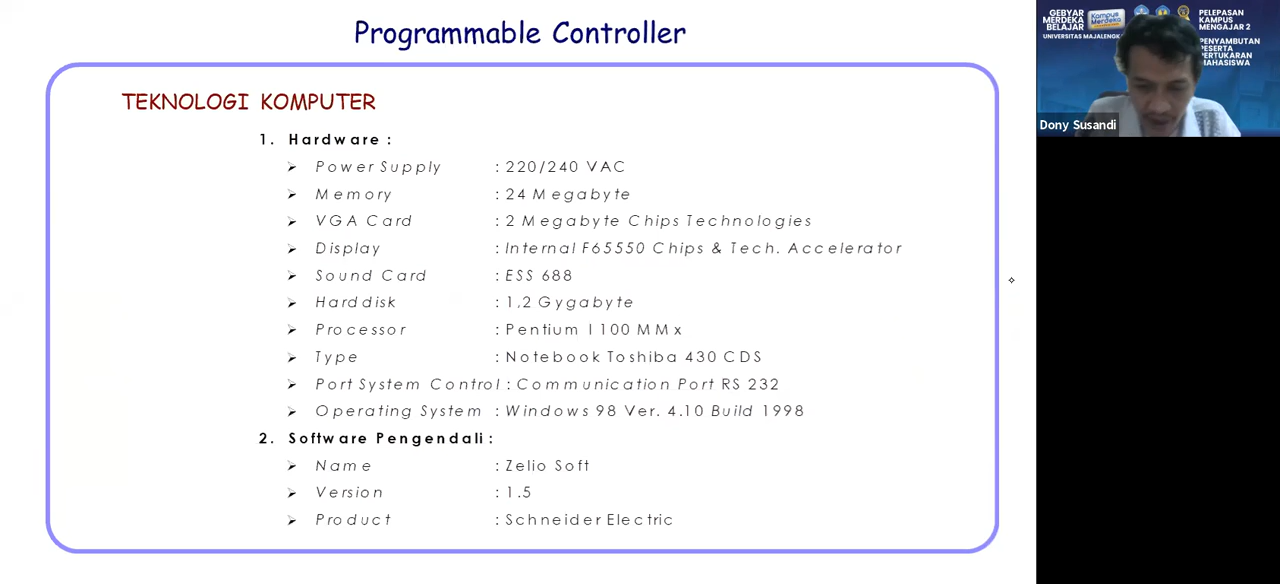 Programmable Controller
TEKNOLOGI KOMPUTER
1. Hardware :
➢ Power Supply : 220/240 VAC
➢ Memory : 24 Megabyte
➢ VGA Card : 2 Megabyte Chips Technologies
➢ Display : Internal F65550 Chips & Tech. Accelerator
➢ Sound Card : ESS 688
➢ Harddisk : 1,2 Gygabyte
➢ Processor : Pentium I 100 MMx
➢ Type : Notebook Toshiba 430 CDS
➢ Port System Control : Communication Port RS 232
➢ Operating System : Windows 98 Ver. 4.10 Build 1998
2. Software Pengendali :
➢ Name : Zelio Soft
➢ Version : 1.5
➢ Product : Schneider Electric
GEBYAR
MERDEKA
BELAJAR
UNIVERSITAS MAJALENGK
Kampus
Merdeka
PELEPASAN
KAMPUS
MENGAJAR 2
PENYAMBUTAN
PESERTA
PERTUKARAN
MAHASISWA
Dony Susandi